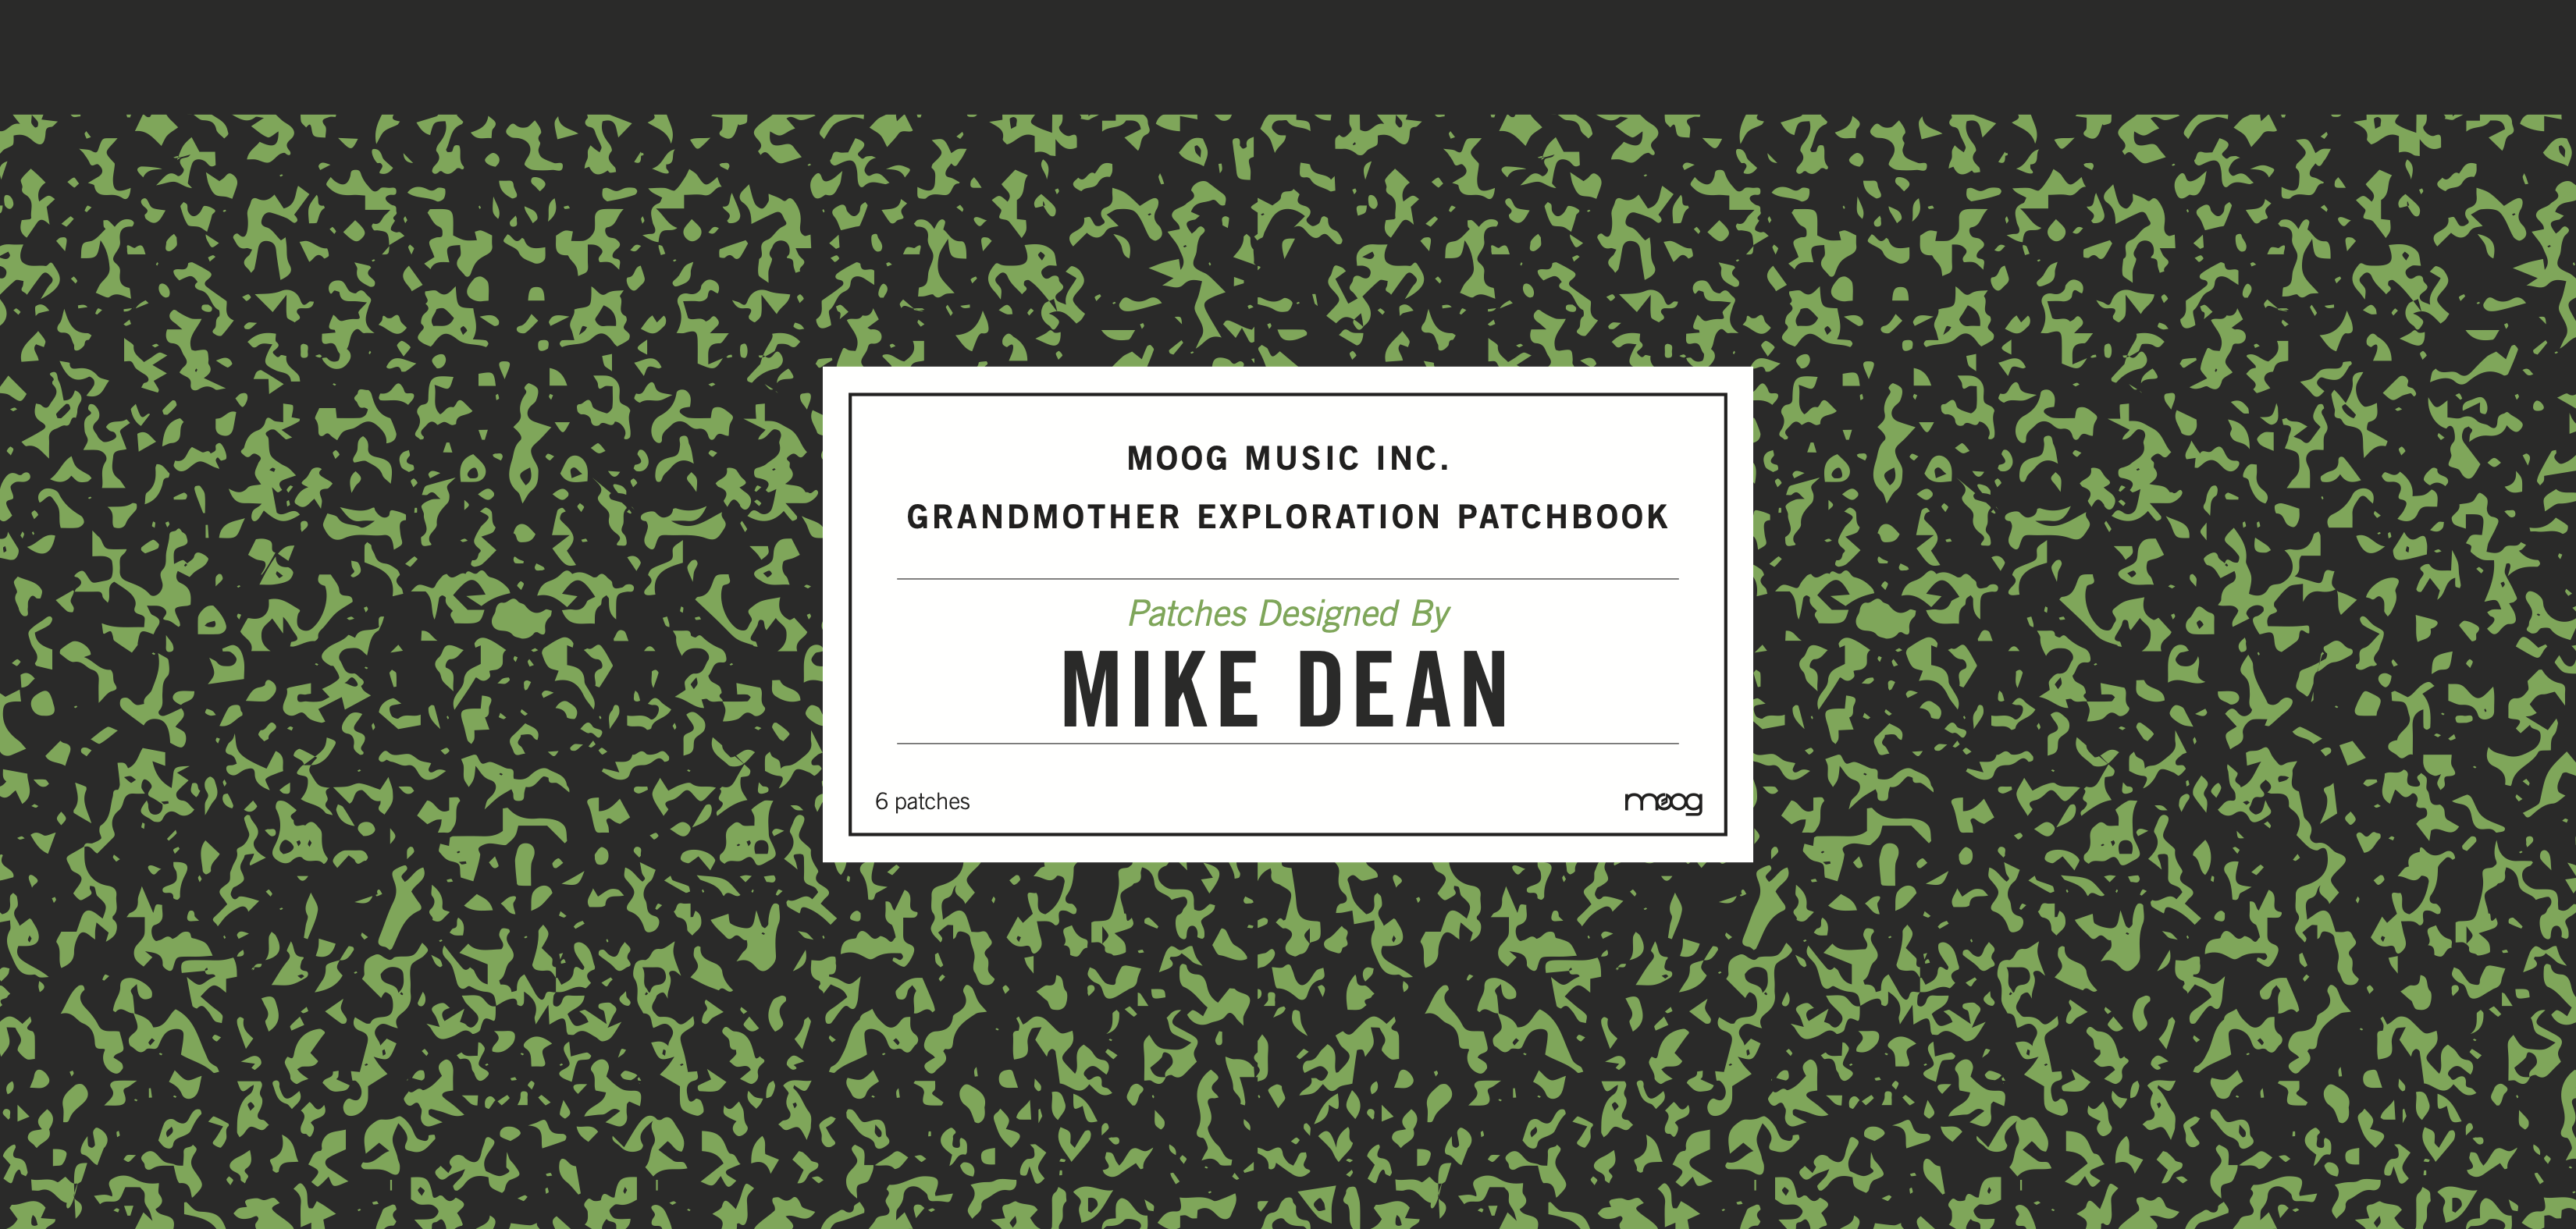 MOOG MUSIC INC.
GRANDMOTHER EXPLORATION PATCHBOOK
Patches Designed By
MIKE DEAN
6 patches
moog